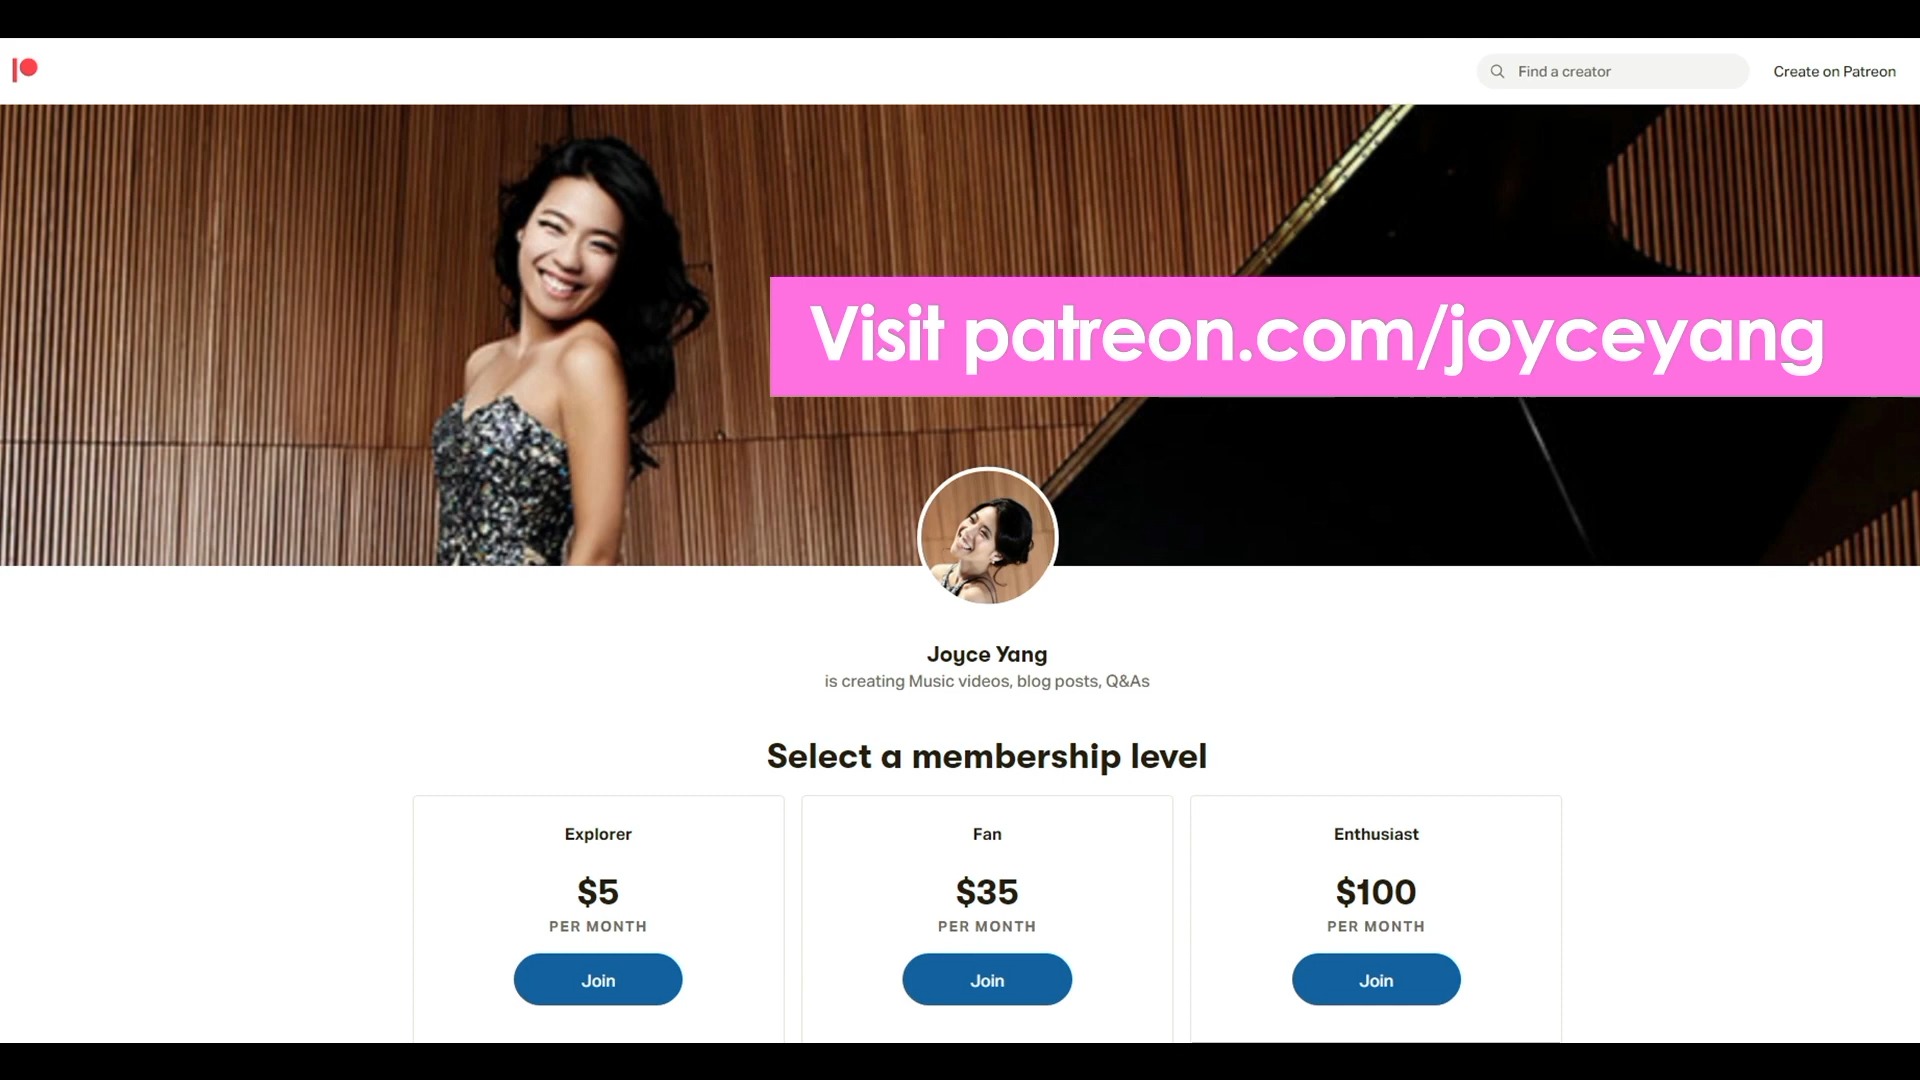 Find a creator
Create on Patreon
Visit patreon.com/joyceyang
Joyce Yang
is creating Music videos, blog posts, Q&As
Select a membership level
Explorer
$5
PER MONTH
Join
Fan
$35
PER MONTH
Join
Enthusiast
$100
PER MONTH
Join